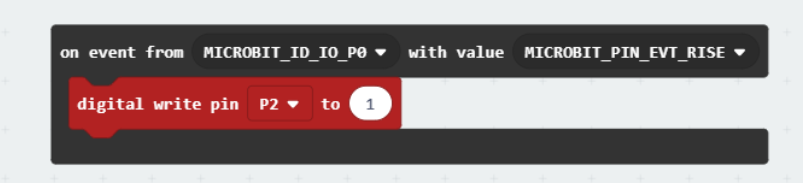 on event from MICROBIT_ID_IO_P0 with value MICROBIT_PIN_EVT_RISE
digital write pin P2 to 1